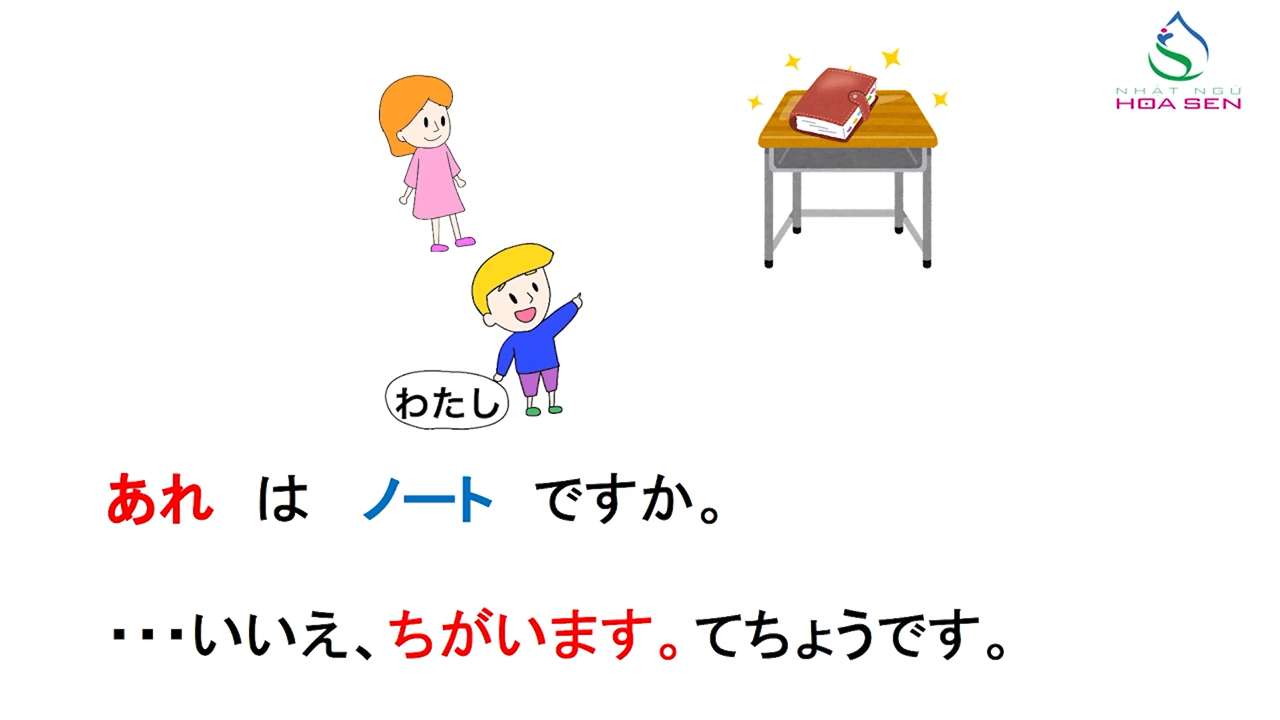 NHẬT NGỮ
HOA SEN
わたし
あれ は ノート ですか。
・・・いいえ、ちがいます。てちょうです。